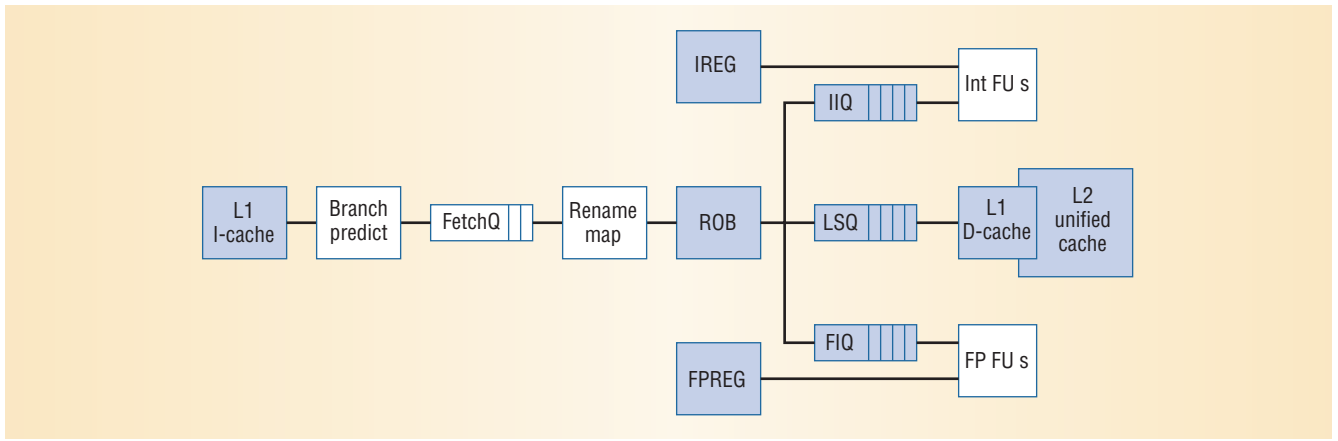 IREG
Int FU s
IIQ
L1
I-cache
Branch
predict
FetchQ
Rename
map
ROB
LSQ
L1
D-cache
L2
unified
cache
FIQ
FP FU s
FPREG